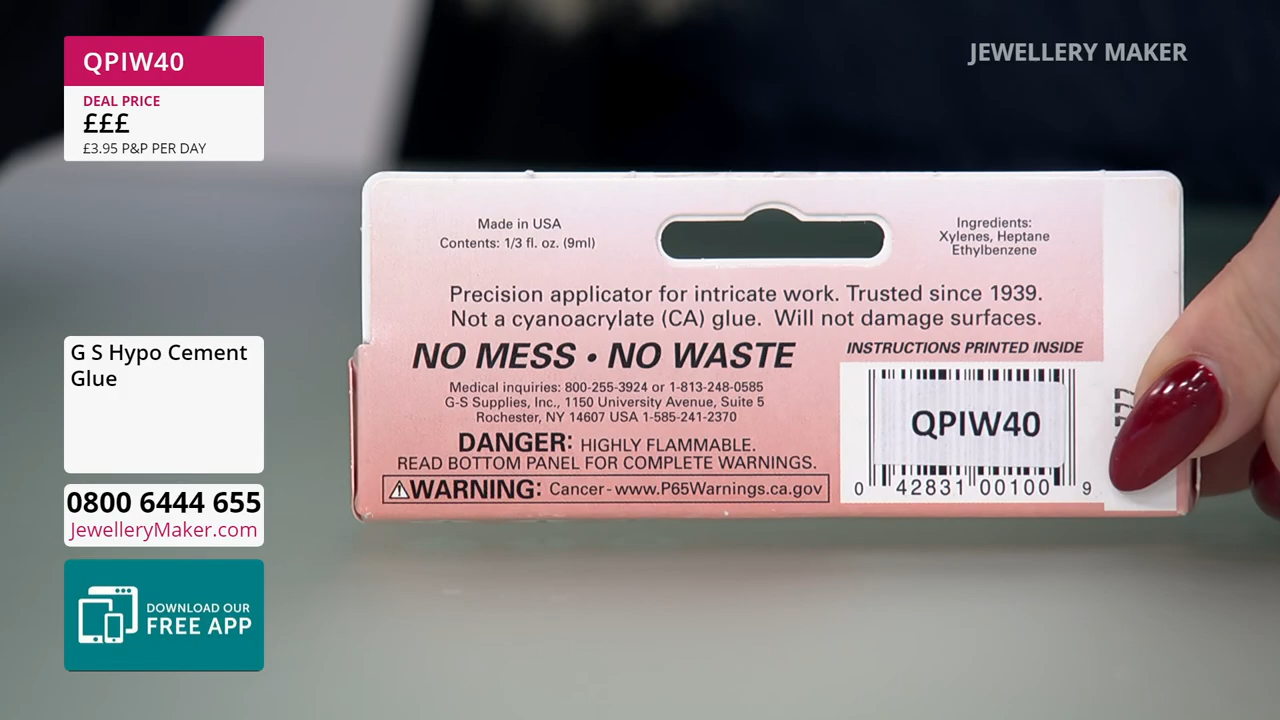 QPIW40
DEAL PRICE
£££
£3.95 P&P PER DAY
JEWELLERY MAKER
G S Hypo Cement
Glue
0800 6444 655
JewelleryMaker.com
DOWNLOAD OUR
FREE APP
Made in USA
Contents: 1/3 fl. oz. (9ml)
Ingredients:
Xylenes, Heptane
Ethylbenzene
Precision applicator for intricate work. Trusted since 1939.
Not a cyanoacrylate (CA) glue. Will not damage surfaces.
NO MESS • NO WASTE
INSTRUCTIONS PRINTED INSIDE
Medical inquiries: 800-255-3924 or 1-813-248-0585
G-S Supplies, Inc., 1150 University Avenue, Suite 5
Rochester, NY 14607 USA 1-585-241-2370
DANGER: HIGHLY FLAMMABLE.
READ BOTTOM PANEL FOR COMPLETE WARNINGS.
WARNING: Cancer - www.P65Warnings.ca.gov
QPIW40
0 42831 00100 9